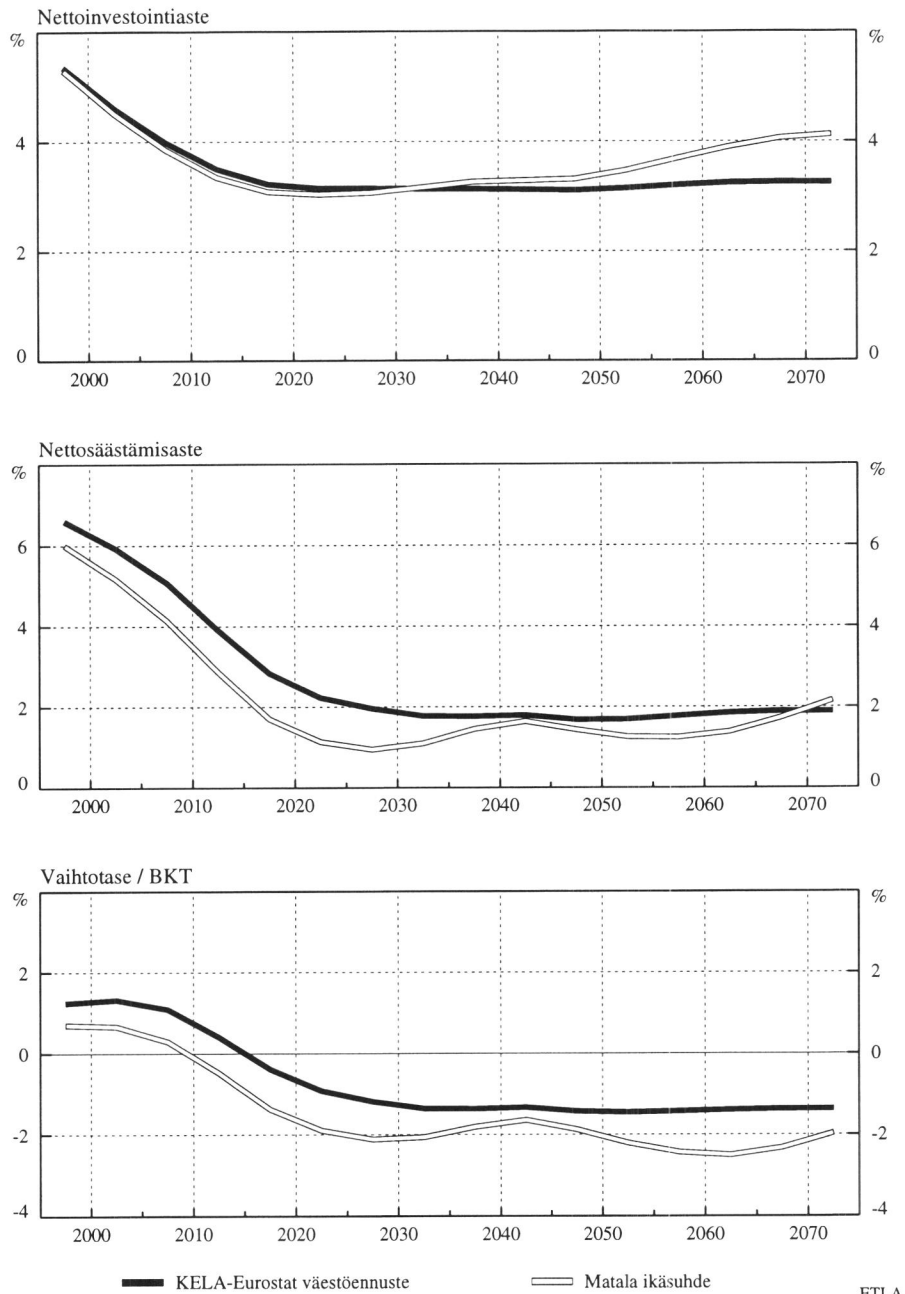 Nettoinvestointiaste
% %
4 4
2 2
0 0
2000 2010 2020 2030 2040 2050 2060 2070
Nettosäästämisaste
% %
6 6
4 4
2 2
0 0
2000 2010 2020 2030 2040 2050 2060 2070
Vaihtotase / BKT
% %
2 2
0 0
-2 -2
-4 -4
2000 2010 2020 2030 2040 2050 2060 2070
KELA-Eurostat väestöennuste Matala ikäsuhde
ETLA